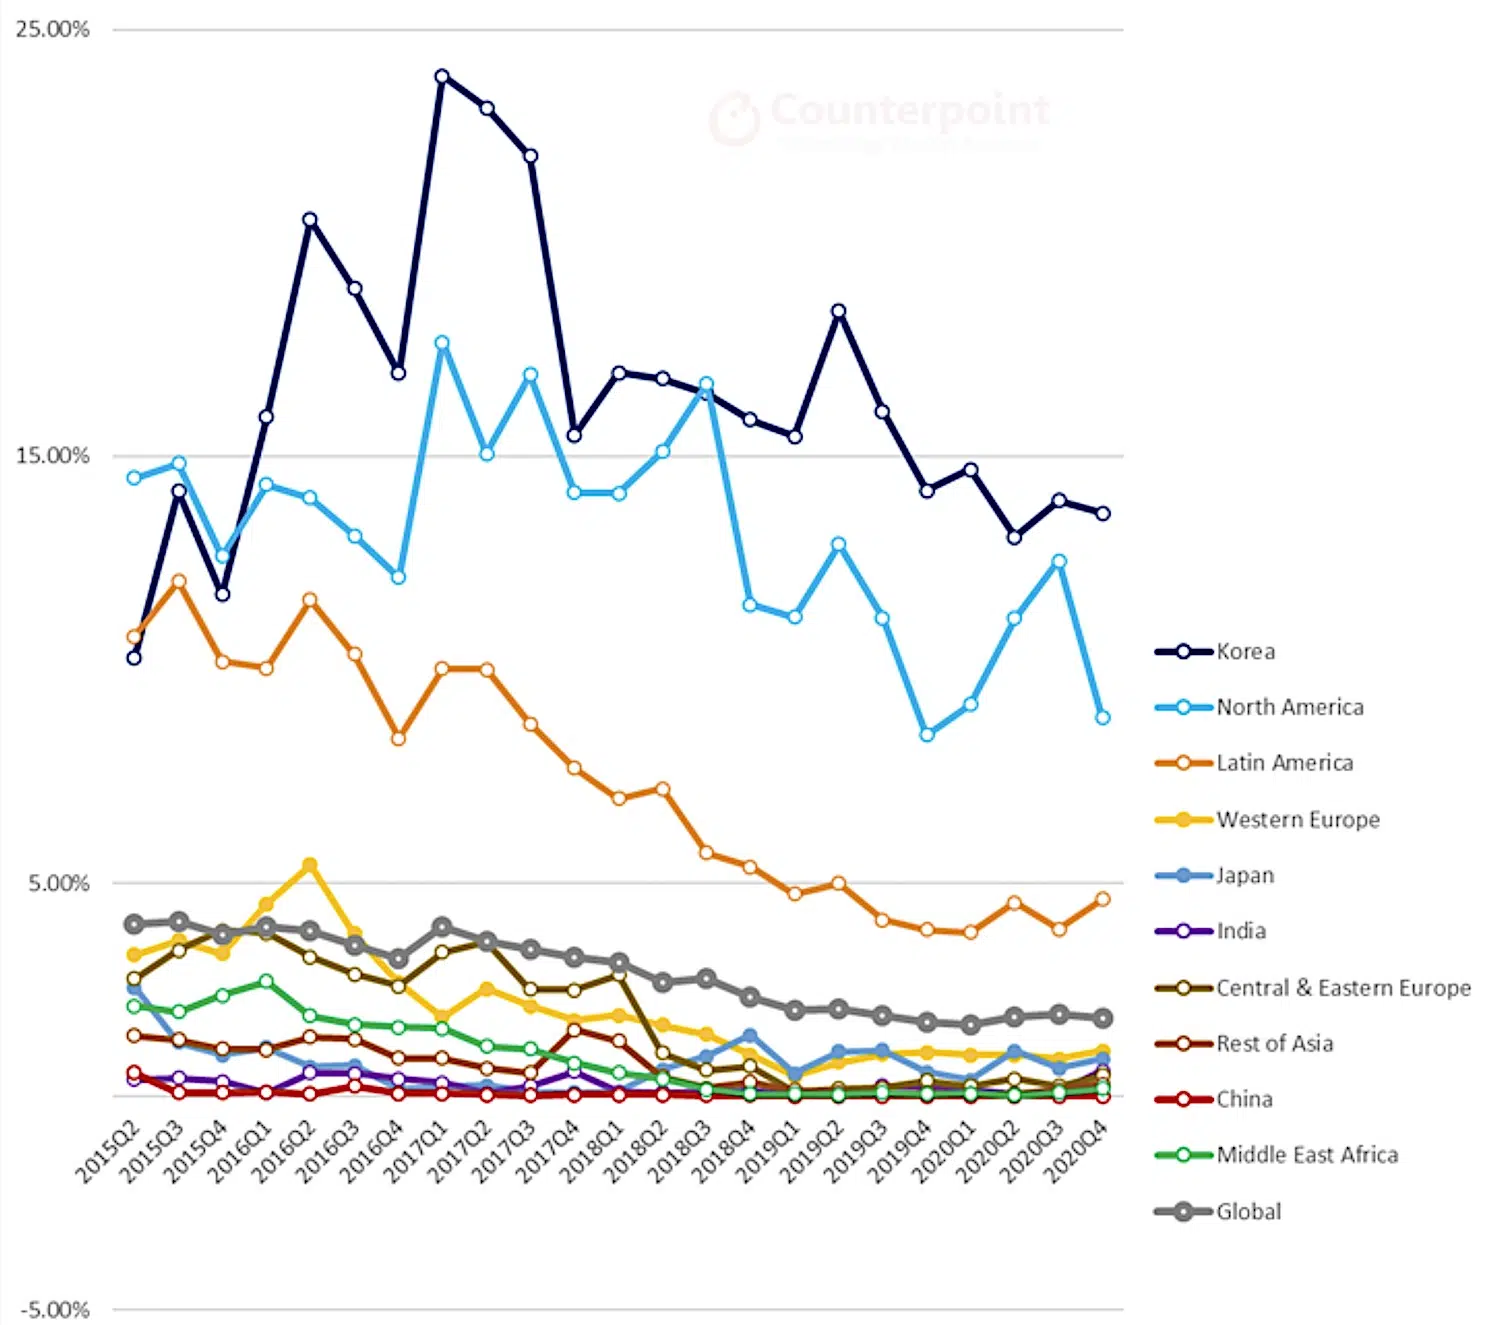 25.00%
Counterpoint
15.00%
5.00%
-5.00%
2015Q2
2015Q3
2015Q4
2016Q1
2016Q2
2016Q3
2016Q4
2017Q1
2017Q2
2017Q3
2017Q4
2018Q1
2018Q2
2018Q3
2018Q4
2019Q1
2019Q2
2019Q3
2019Q4
2020Q1
2020Q2
2020Q3
2020Q4
Korea
North America
Latin America
Western Europe
Japan
India
Central & Eastern Europe
Rest of Asia
China
Middle East Africa
Global